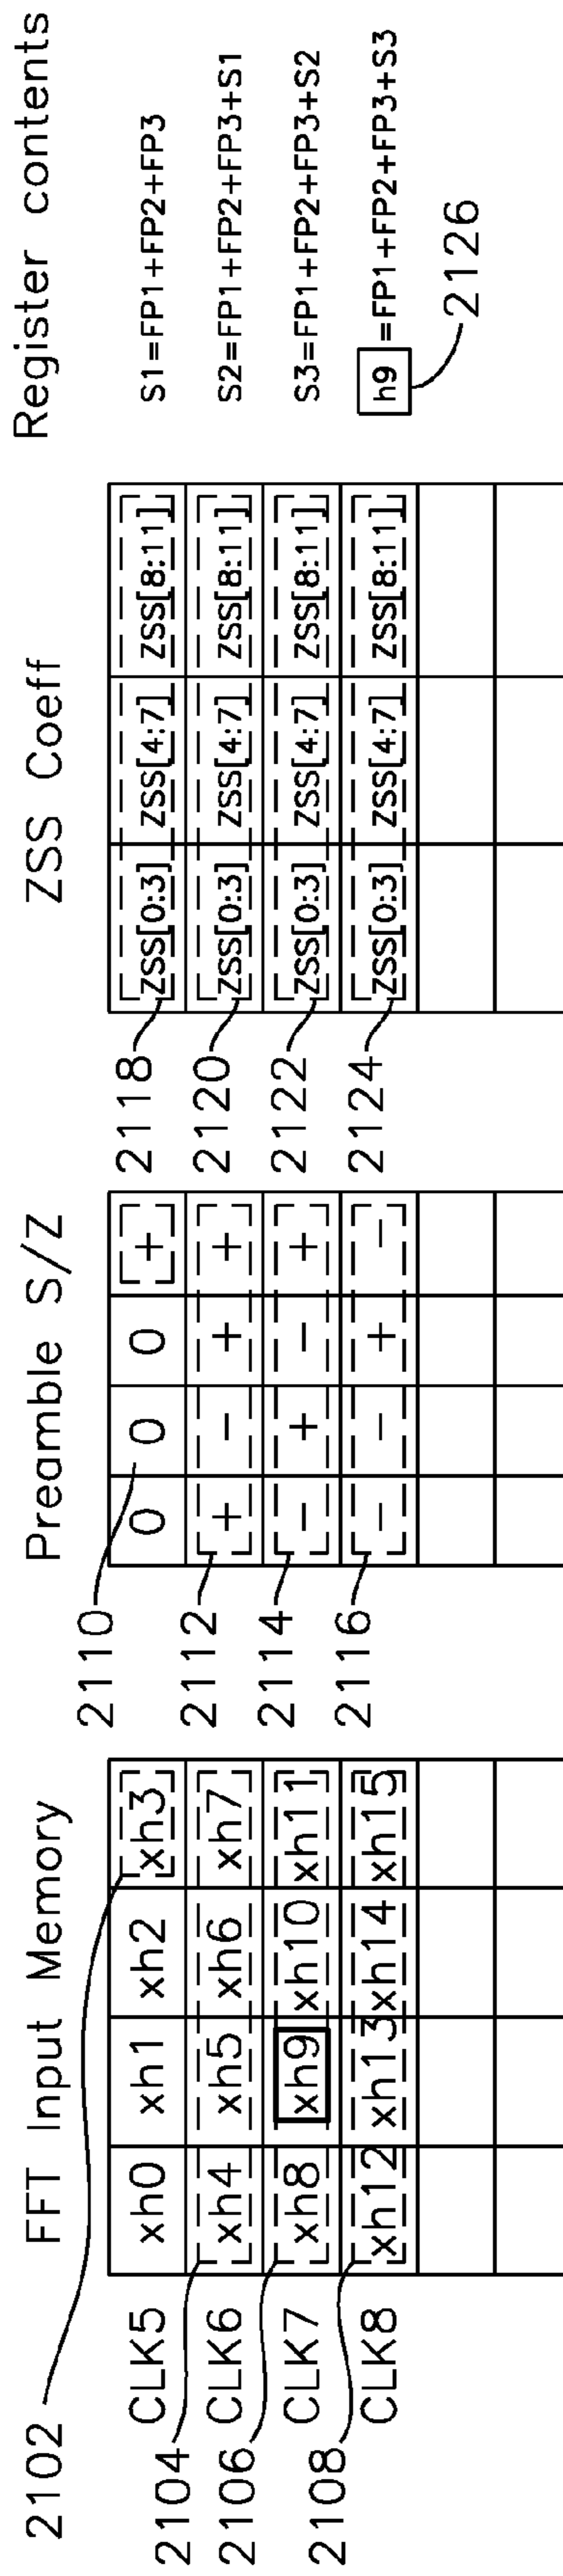 2102 FFT Input Memory Preamble S/Z ZSS Coeff Register contents
2110
CLK5 xh0 xh1 xh2 xh3 0 0 0 + 2118 ZSS[0:3] ZSS[4:7] ZSS[8:11] S1=FP1+FP2+FP3
2104 CLK6 xh4 xh5 xh6 xh7 2112 + - + + 2120 ZSS[0:3] ZSS[4:7] ZSS[8:11] S2=FP1+FP2+FP3+S1
2106 CLK7 xh8 xh9 xh10 xh11 2114 - + - + 2122 ZSS[0:3] ZSS[4:7] ZSS[8:11] S3=FP1+FP2+FP3+S2
2108 CLK8 xh12 xh13 xh14 xh15 2116 - - + - 2124 ZSS[0:3] ZSS[4:7] ZSS[8:11] h9 =FP1+FP2+FP3+S3
2126